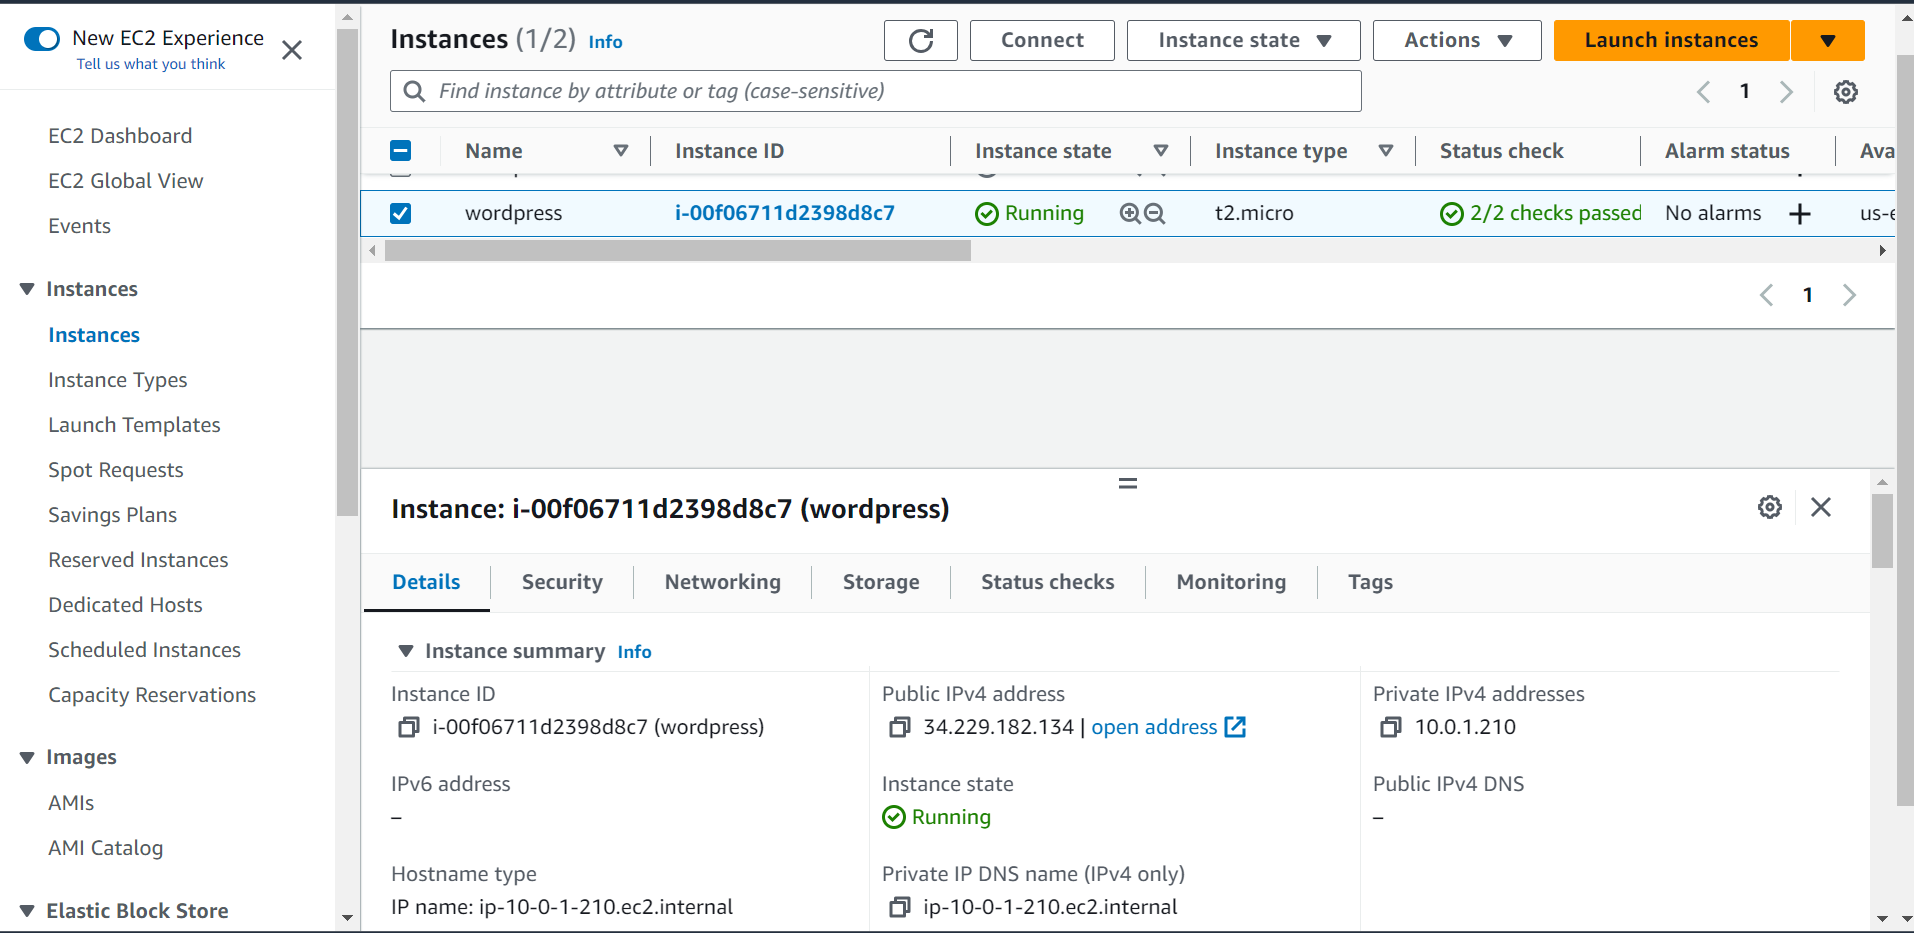 New EC2 Experience
Tell us what you think
EC2 Dashboard
EC2 Global View
Events
Instances
Instances
Instance Types
Launch Templates
Spot Requests
Savings Plans
Reserved Instances
Dedicated Hosts
Scheduled Instances
Capacity Reservations
Images
AMIs
AMI Catalog
Elastic Block Store
Instances (1/2) Info
Connect
Instance state
Actions
Launch instances
Find instance by attribute or tag (case-sensitive)
1
Name Instance ID Instance state Instance type Status check Alarm status Ava
wordpress i-00f06711d2398d8c7 Running t2.micro 2/2 checks passed No alarms + us-e
1
Instance: i-00f06711d2398d8c7 (wordpress)
Details Security Networking Storage Status checks Monitoring Tags
Instance summary Info
Instance ID
i-00f06711d2398d8c7 (wordpress)
Public IPv4 address
34.229.182.134 | open address
Private IPv4 addresses
10.0.1.210
IPv6 address
–
Instance state
Running
Public IPv4 DNS
–
Hostname type
IP name: ip-10-0-1-210.ec2.internal
Private IP DNS name (IPv4 only)
ip-10-0-1-210.ec2.internal